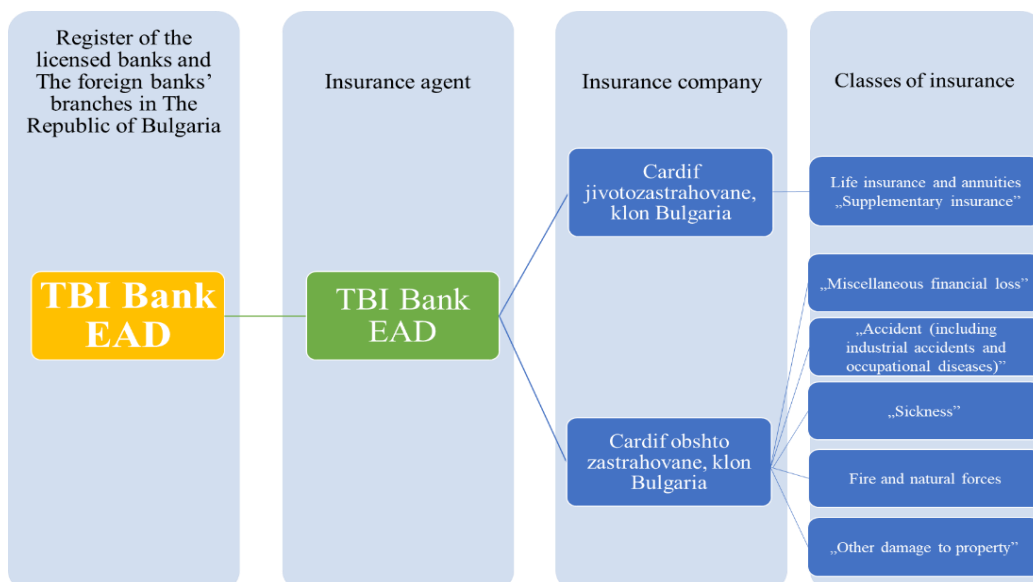 Register of the
licensed banks and
The foreign banks'
branches in The
Republic of Bulgaria
Insurance agent
Insurance company
Classes of insurance
TBI Bank
EAD
TBI Bank
EAD
Cardif
jivotozastrahovane,
klon Bulgaria
Cardif obshto
zastrahovane, klon
Bulgaria
Life insurance and annuities
„Supplementary insurance”
„Miscellaneous financial loss”
„Accident (including
industrial accidents and
occupational diseases)”
„Sickness”
Fire and natural forces
„Other damage to property”